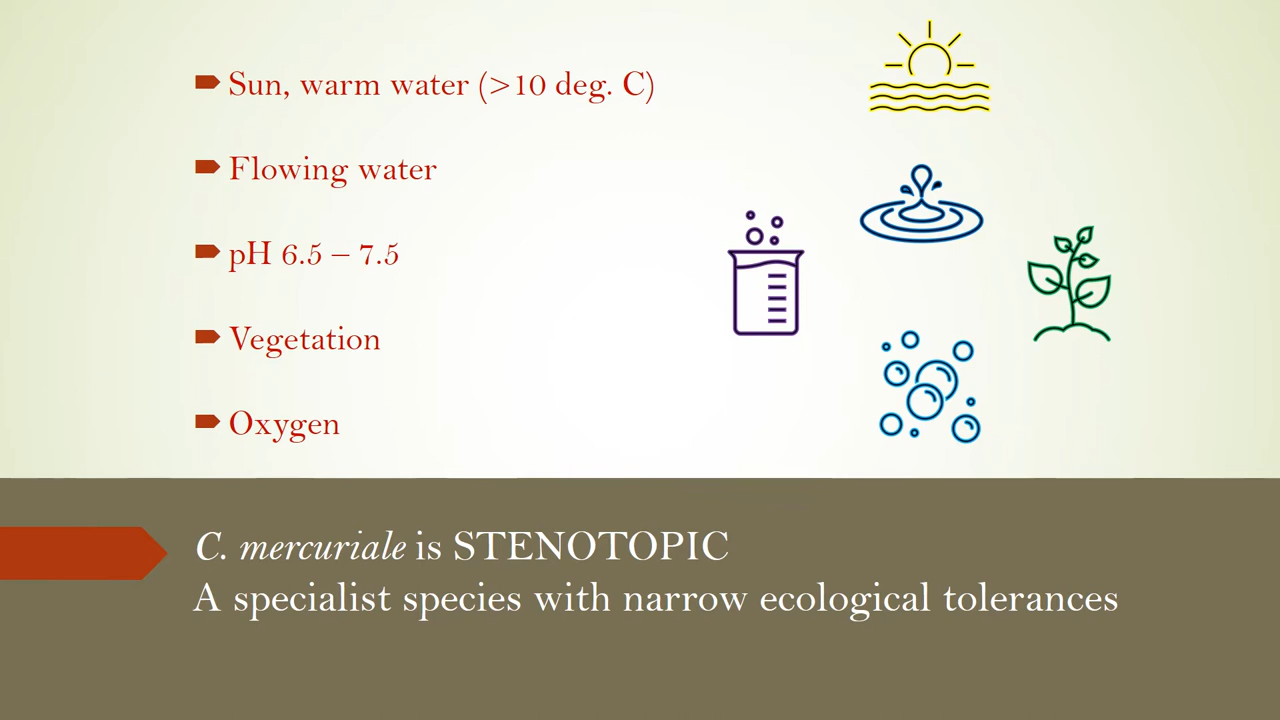 Sun, warm water (>10 deg. C)
Flowing water
pH 6.5 – 7.5
Vegetation
Oxygen
C. mercuriale is STENOTOPIC
A specialist species with narrow ecological tolerances